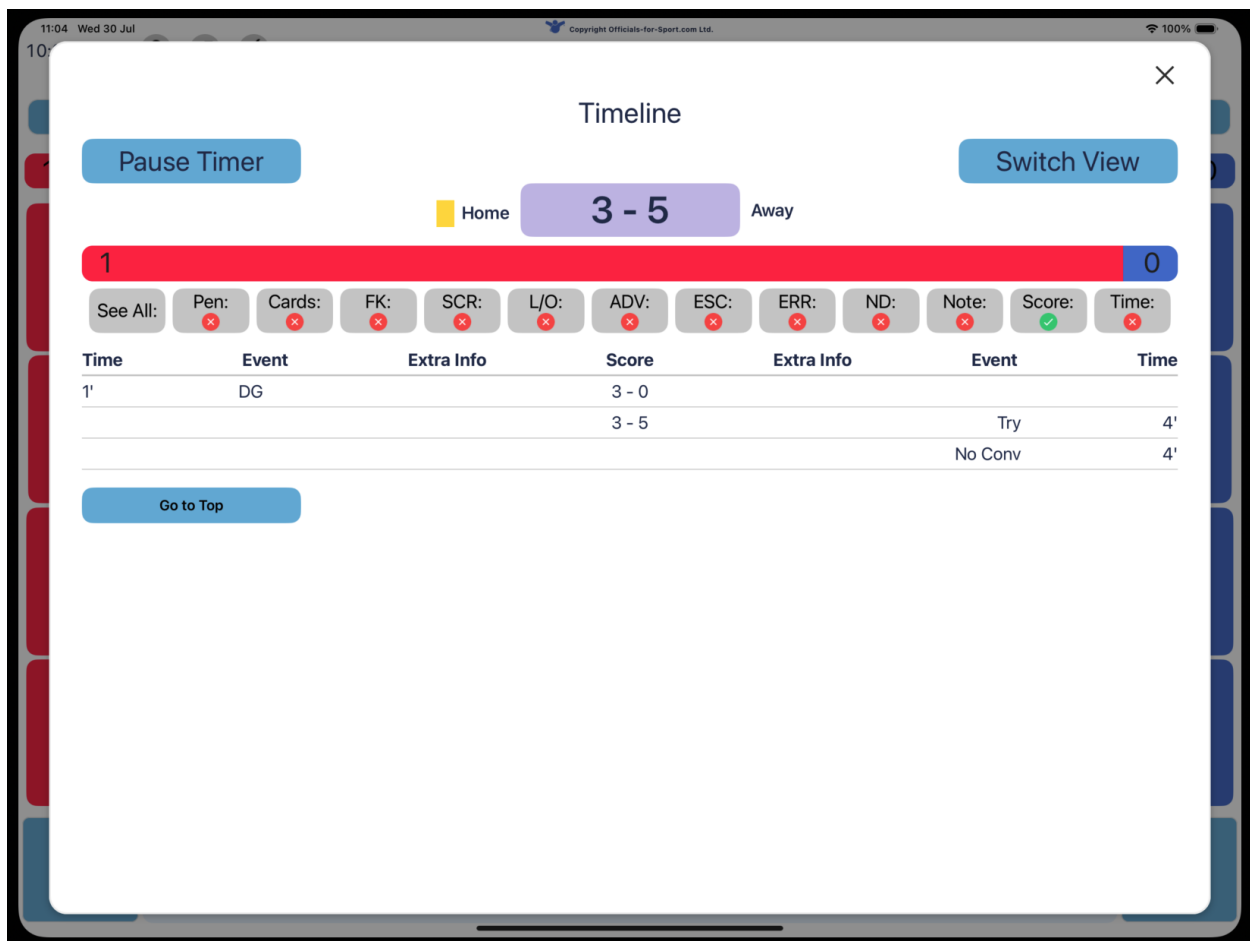 11:04 Wed 30 Jul
Copyright Officials-for-Sport.com Ltd.
100%
10:
Timeline
Pause Timer
Switch View
Home
3 - 5
Away
1
0
See All:
Pen:
Cards:
FK:
SCR:
L/O:
ADV:
ESC:
ERR:
ND:
Note:
Score:
Time:
Time Event Extra Info Score Extra Info Event Time
1' DG 3 - 0
3 - 5 Try 4'
No Conv 4'
Go to Top